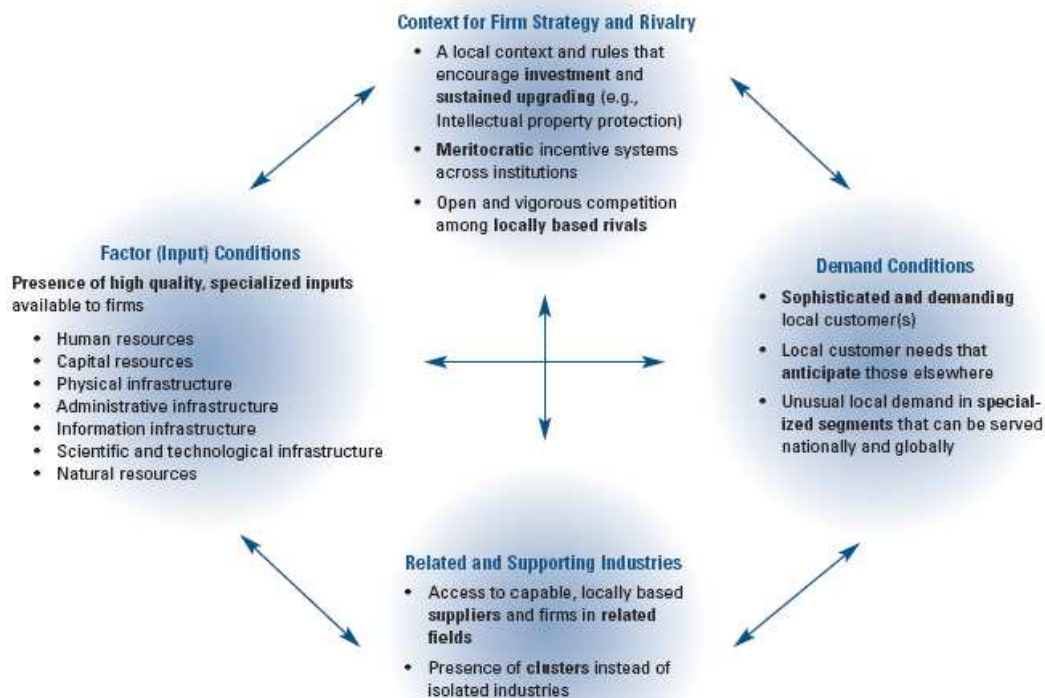 Context for Firm Strategy and Rivalry
• A local context and rules that
encourage investment and
sustained upgrading (e.g.,
Intellectual property protection)
• Meritocratic incentive systems
across institutions
• Open and vigorous competition
among locally based rivals
Factor (Input) Conditions
Presence of high quality, specialized inputs
available to firms
• Human resources
• Capital resources
• Physical infrastructure
• Administrative infrastructure
• Information infrastructure
• Scientific and technological infrastructure
• Natural resources
Demand Conditions
• Sophisticated and demanding
local customer(s)
• Local customer needs that
anticipate those elsewhere
• Unusual local demand in special-
ized segments that can be served
nationally and globally
Related and Supporting Industries
• Access to capable, locally based
suppliers and firms in related
fields
• Presence of clusters instead of
isolated industries